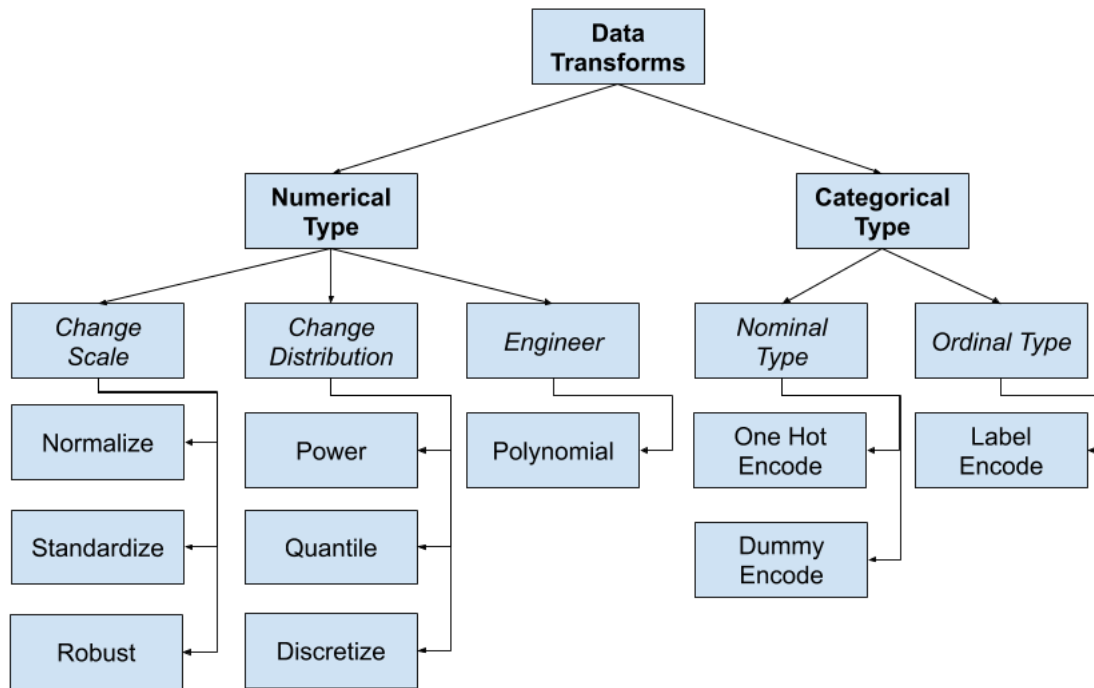 Data
Transforms
Numerical
Type
Categorical
Type
Change
Scale
Change
Distribution
Engineer
Nominal
Type
Ordinal Type
Normalize
Power
Polynomial
One Hot
Encode
Label
Encode
Standardize
Quantile
Dummy
Encode
Robust
Discretize